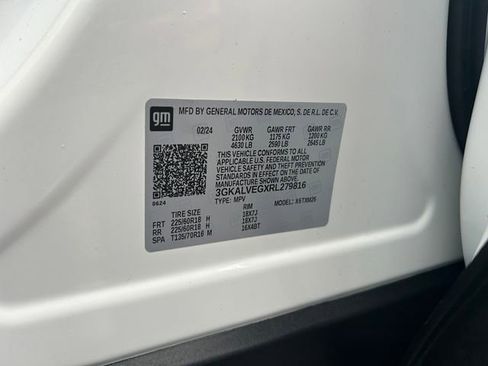 gm
MFD BY GENERAL MOTORS DE MEXICO, S. DE R.L. DE C.V.
02/24 GVWR GAWR FRT GAWR RR
2100 KG 1175 KG 1200 KG
4630 LB 2590 LB 2645 LB
THIS VEHICLE CONFORMS TO ALL
APPLICABLE U.S. FEDERAL MOTOR
VEHICLE SAFETY AND THEFT
PREVENTION STANDARDS IN EFFECT ON THE DATE
OF MANUFACTURE SHOWN ABOVE.
3GKALVEGXRL279816
TYPE: MPV MODEL:
RIM
FRT 225/60R18 H 18X7J
RR 225/60R18 H 18X7J
SPA T135/70R16 M 16X4BT